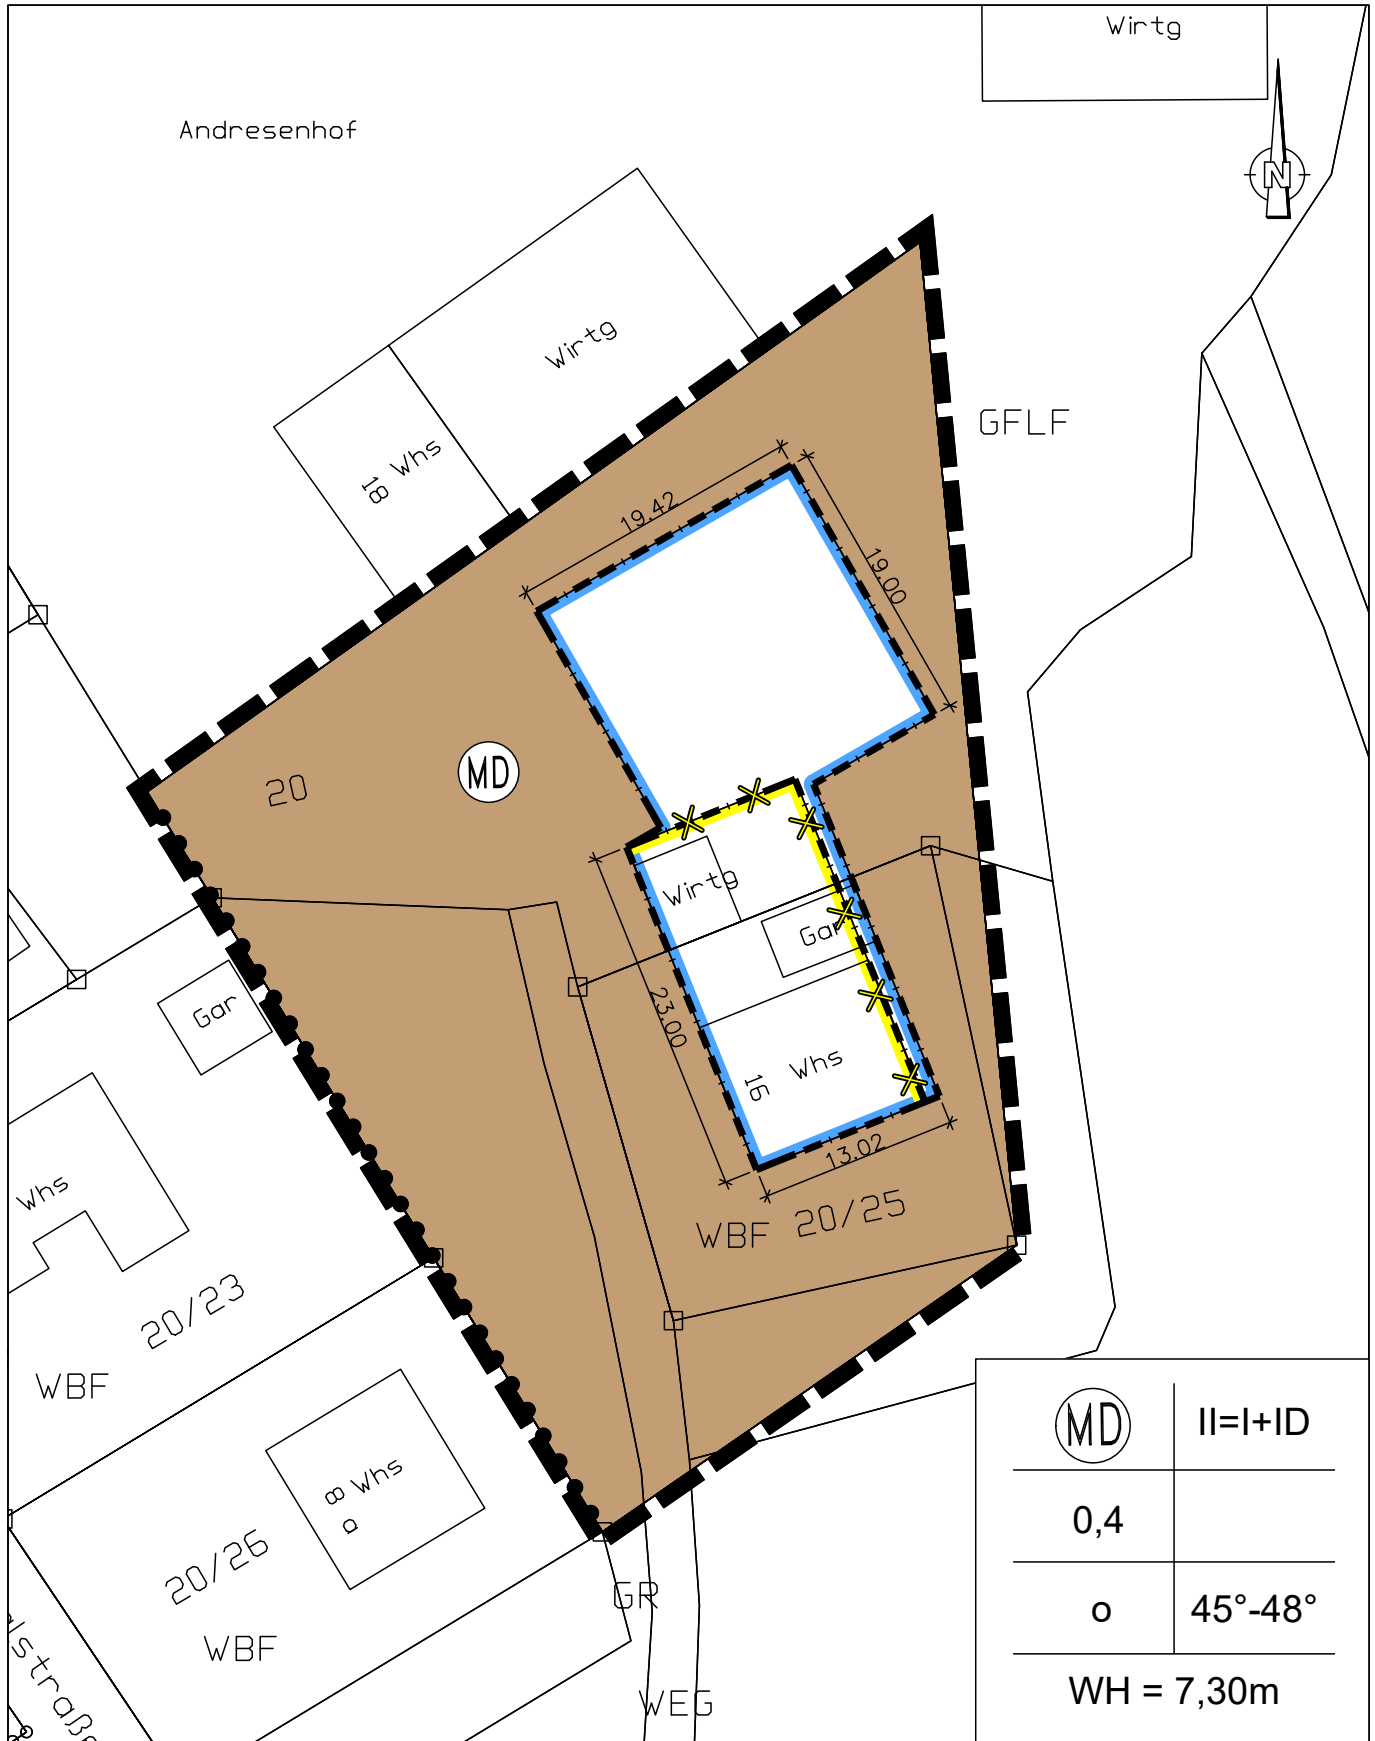 Wirtg
Andresenhof
N
Wirtg
18 Whs
GFLF
19.42
19.00
20
MD
Wirtg
Gar
23.00
16 Whs
13.02
WBF 20/25
Gar
Whs
20/23
WBF
8 Whs
a
20/26
WBF
GR
WEG
MD II=I+ID
0,4
o 45°-48°
WH = 7,30m